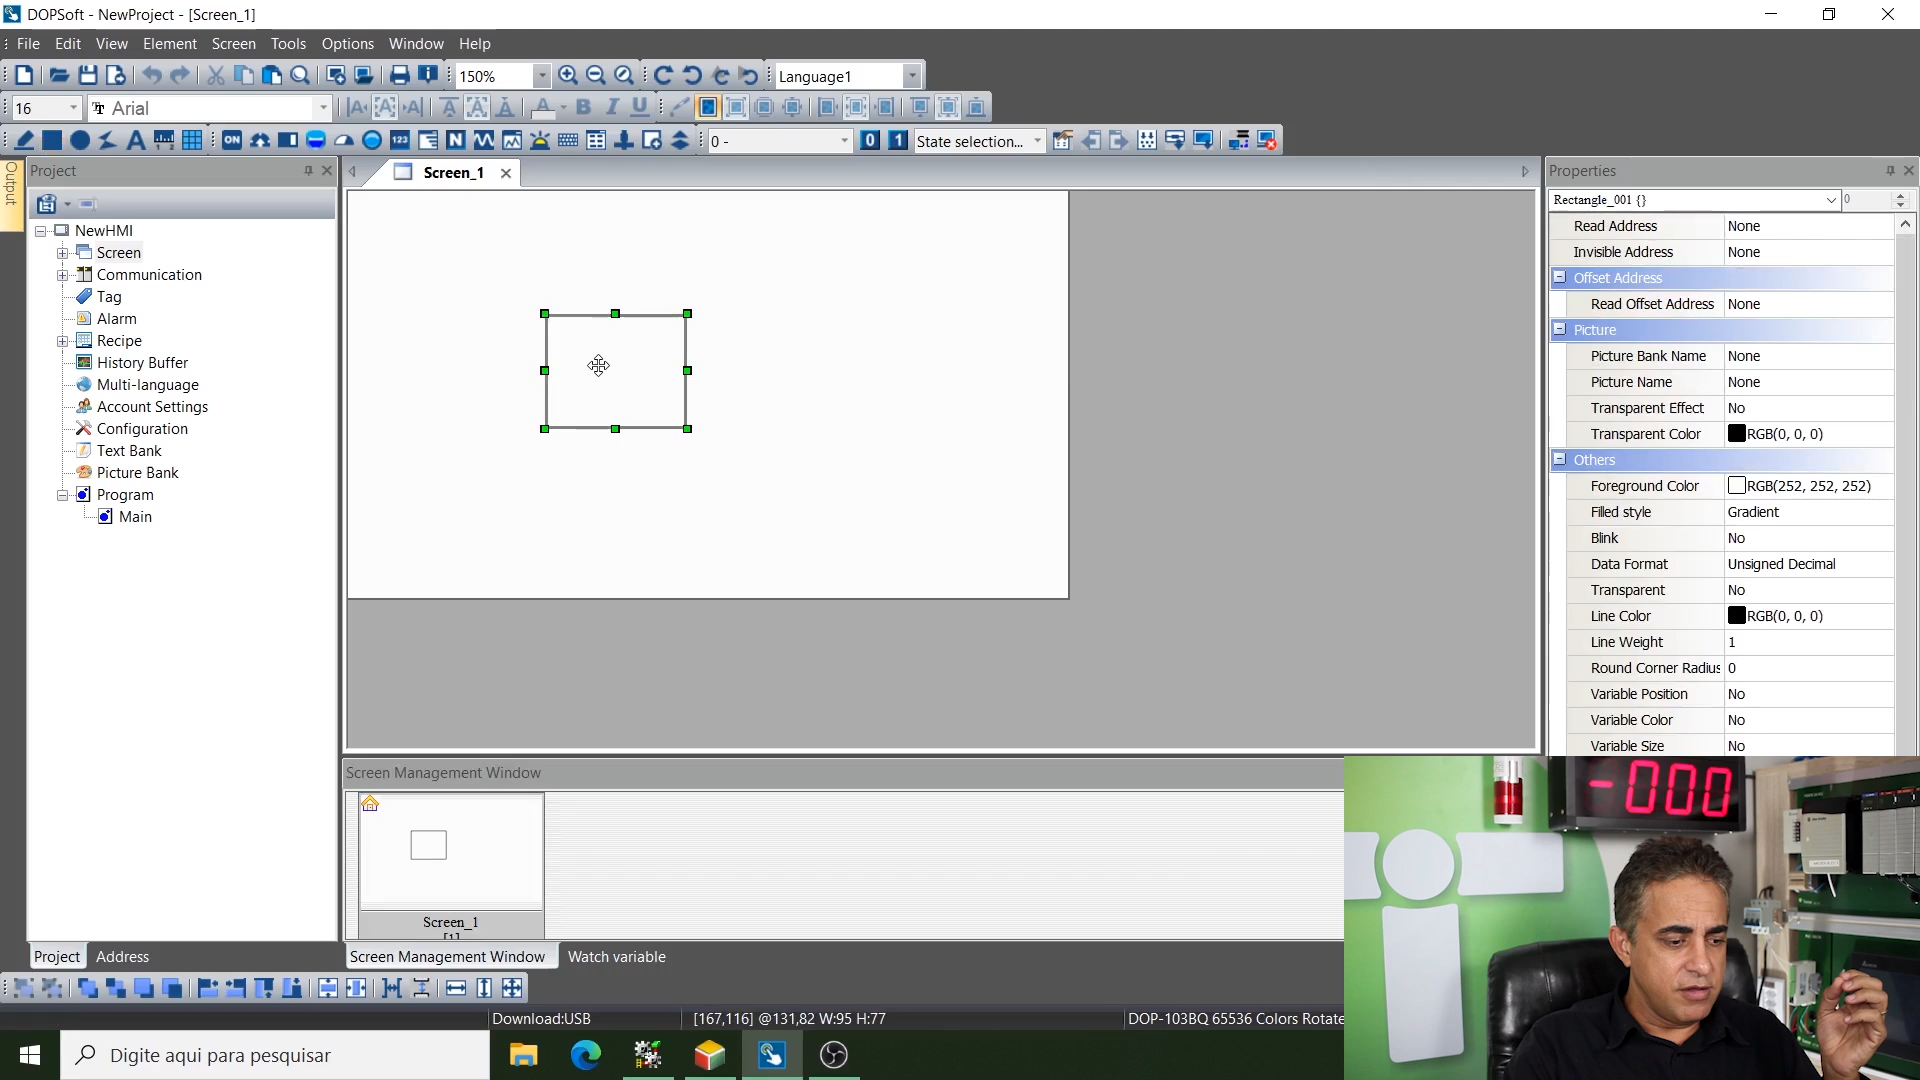 DOPSoft - NewProject - [Screen_1]
File Edit View Element Screen Tools Options Window Help
150% Language1
16 Arial
ON 123 N 0 - 0 1 State selection...
Output
Project
Screen_1
Properties
Rectangle_001 {} 0
NewHMI
Screen
Communication
Tag
Alarm
Recipe
History Buffer
Multi-language
Account Settings
Configuration
Text Bank
Picture Bank
Program
Main
Read Address None
Invisible Address None
Offset Address
Read Offset Address None
Picture
Picture Bank Name None
Picture Name None
Transparent Effect No
Transparent Color RGB(0, 0, 0)
Others
Foreground Color RGB(252, 252, 252)
Filled style Gradient
Blink No
Data Format Unsigned Decimal
Transparent No
Line Color RGB(0, 0, 0)
Line Weight 1
Round Corner Radius 0
Variable Position No
Variable Color No
Variable Size No
Screen Management Window
Screen_1
[1]
-000
Project Address
Screen Management Window Watch variable
Download:USB [167,116] @131,82 W:95 H:77 DOP-103BQ 65536 Colors Rotate
Digite aqui para pesquisar